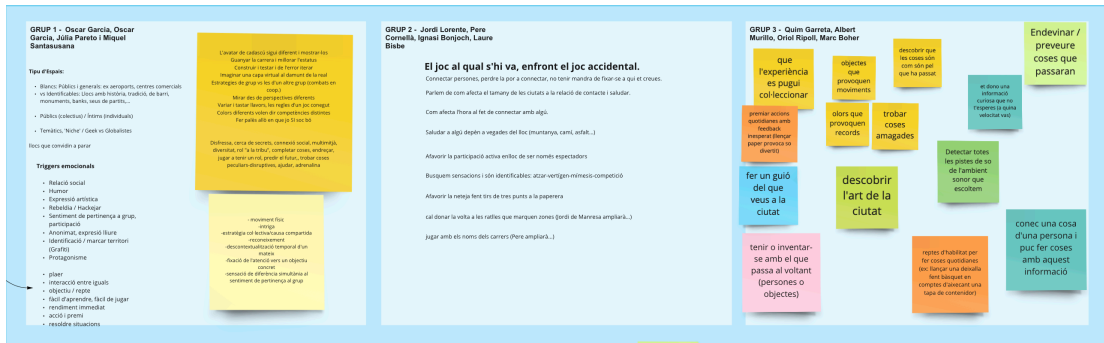 GRUP 1 - Oscar Garcia, Oscar
Garcia, Júlia Pareto i Miquel
Santasusana
Tipu d'Espais:
• Blancs: Públics i generals: ex aeroports, centres comercials
• vs Identificables: Llocs amb història, tradició, de barri,
monuments, banks, seus de partits,...
• Públics (colectius) / Íntims (individuals)
• Temàtics, 'Niche' / Geek vs Globalistes
llocs que conviden a parar
Triggers emocionals
• Relació social
• Humor
• Expressió artística
• Rebeldia / Hackejar
• Sentiment de pertinença a grup,
participació
• Anonimat, expresió lliure
• Identificació / marcar territori
(Grafiti)
• Protagonisme
• plaer
• interacció entre iguals
• objectiu / repte
• fàcil d'aprendre, fàcil de jugar
• rendiment immediat
• acció i premi
• resoldre situacions
L'avatar de cadascú sigui diferent i mostrar-los
Guanyar la carrera i millorar l'estatus
Construir i testar i de l'error iterar
Imaginar una capa virtual al damunt de la real
Estrategies de grup vs les d'un altre grup (combats en
coop.)
Mirar des de perspectives diferents
Variar i tastar llavors, les regles d'un joc conegut
Colors diferents volen dir competències distintes
Fer palès allò en que jo SI soc bó
Disfressa, cerca de secrets, connexió social, multimitjà,
diversitat, rol "a la tribu", completar coses, endreçar,
jugar a tenir un rol, predir el futur., trobar coses
peculiars-disruptives, ajudar, adrenalina
- moviment físic
-intriga
-estratègia col·lectiva/causa compartida
-reconeixement
-descontextualització temporal d'un
mateix
-fixació de l'atenció vers un objectiu
concret
-sensació de diferència simultània al
sentiment de pertinença al grup
GRUP 2 - Jordi Lorente, Pere
Cornellà, Ignasi Bonjoch, Laure
Bisbe
El joc al qual s'hi va, enfront el joc accidental.
Connectar persones, perdre la por a connectar, no tenir mandra de fixar-se a qui et creues.
Parlem de com afecta el tamany de les ciutats a la relació de contacte i saludar.
Com afecta l'hora al fet de connectar amb algú.
Saludar a algú depèn a vegades del lloc (muntanya, camí, asfalt...)
Afavorir la participació activa enlloc de ser només espectadors
Busquem sensacions i són identificables: atzar-vertigen-mímesis-competició
Afavorir la neteja fent tirs de tres punts a la paperera
cal donar la volta a les ratlles que marquen zones (Jordi de Manresa ampliarà...)
jugar amb els noms dels carrers (Pere ampliarà...)
GRUP 3 - Quim Garreta, Albert
Murillo, Oriol Ripoll, Marc Boher
que
l'experiència
es pugui
col·leccionar
objectes
que
provoquen
moviments
descobrir que
les coses són
com són pel
que ha passat
Endevinar /
preveure
coses que
passaran
premiar accions
quotidianes amb
feedback
inesperat (llençar
paper provoca so
divertit)
olors que
provoquen
records
trobar
coses
amagades
et dono una
informació
curiosa que no
t'esperes (a quina
velocitat vas)
Detectar totes
les pistes de so
de l'ambient
sonor que
escoltem
fer un guió
del que
veus a la
ciutat
descobrir
l'art de la
ciutat
conec una cosa
d'una persona i
puc fer coses
amb aquest
informació
tenir o inventar-
se amb el que
passa al voltant
(persones o
objectes)
reptes d'habilitat per
fer coses quotidianes
(ex: llançar una deixalla
fent bàsquet en
comptes d'aixecant una
tapa de contenidor)